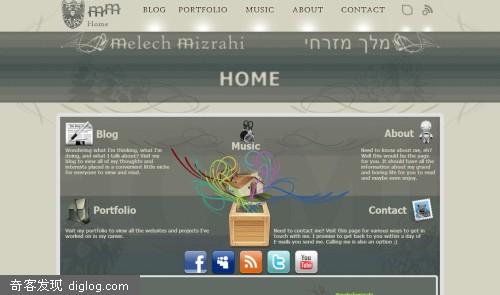 mm
Home
BLOG PORTFOLIO MUSIC ABOUT CONTACT
Melech Mizrahi מלך מזרחי
HOME
Blog
Wondering what I'm thinking, what I'm
doing, and what I talk about? Visit my
blog to view all of my thoughts and
interests placed in a convenient little niche
for everyone to view and read.
Music
About
Need to know about me, eh?
Well this would be the page
for you. It should have all the
information about my grand
and boring life for you to read
and maybe even enjoy.
Portfolio
Visit my portfolio to view all the websites and projects I've
worked on in my career.
Contact
Need to contact me? Visit this page for various ways to get
in touch with me. I promise to get back to you within a day of
E-mails you send me. Calling me is also an option ;)
You
Tube
奇客发现 diglog.com